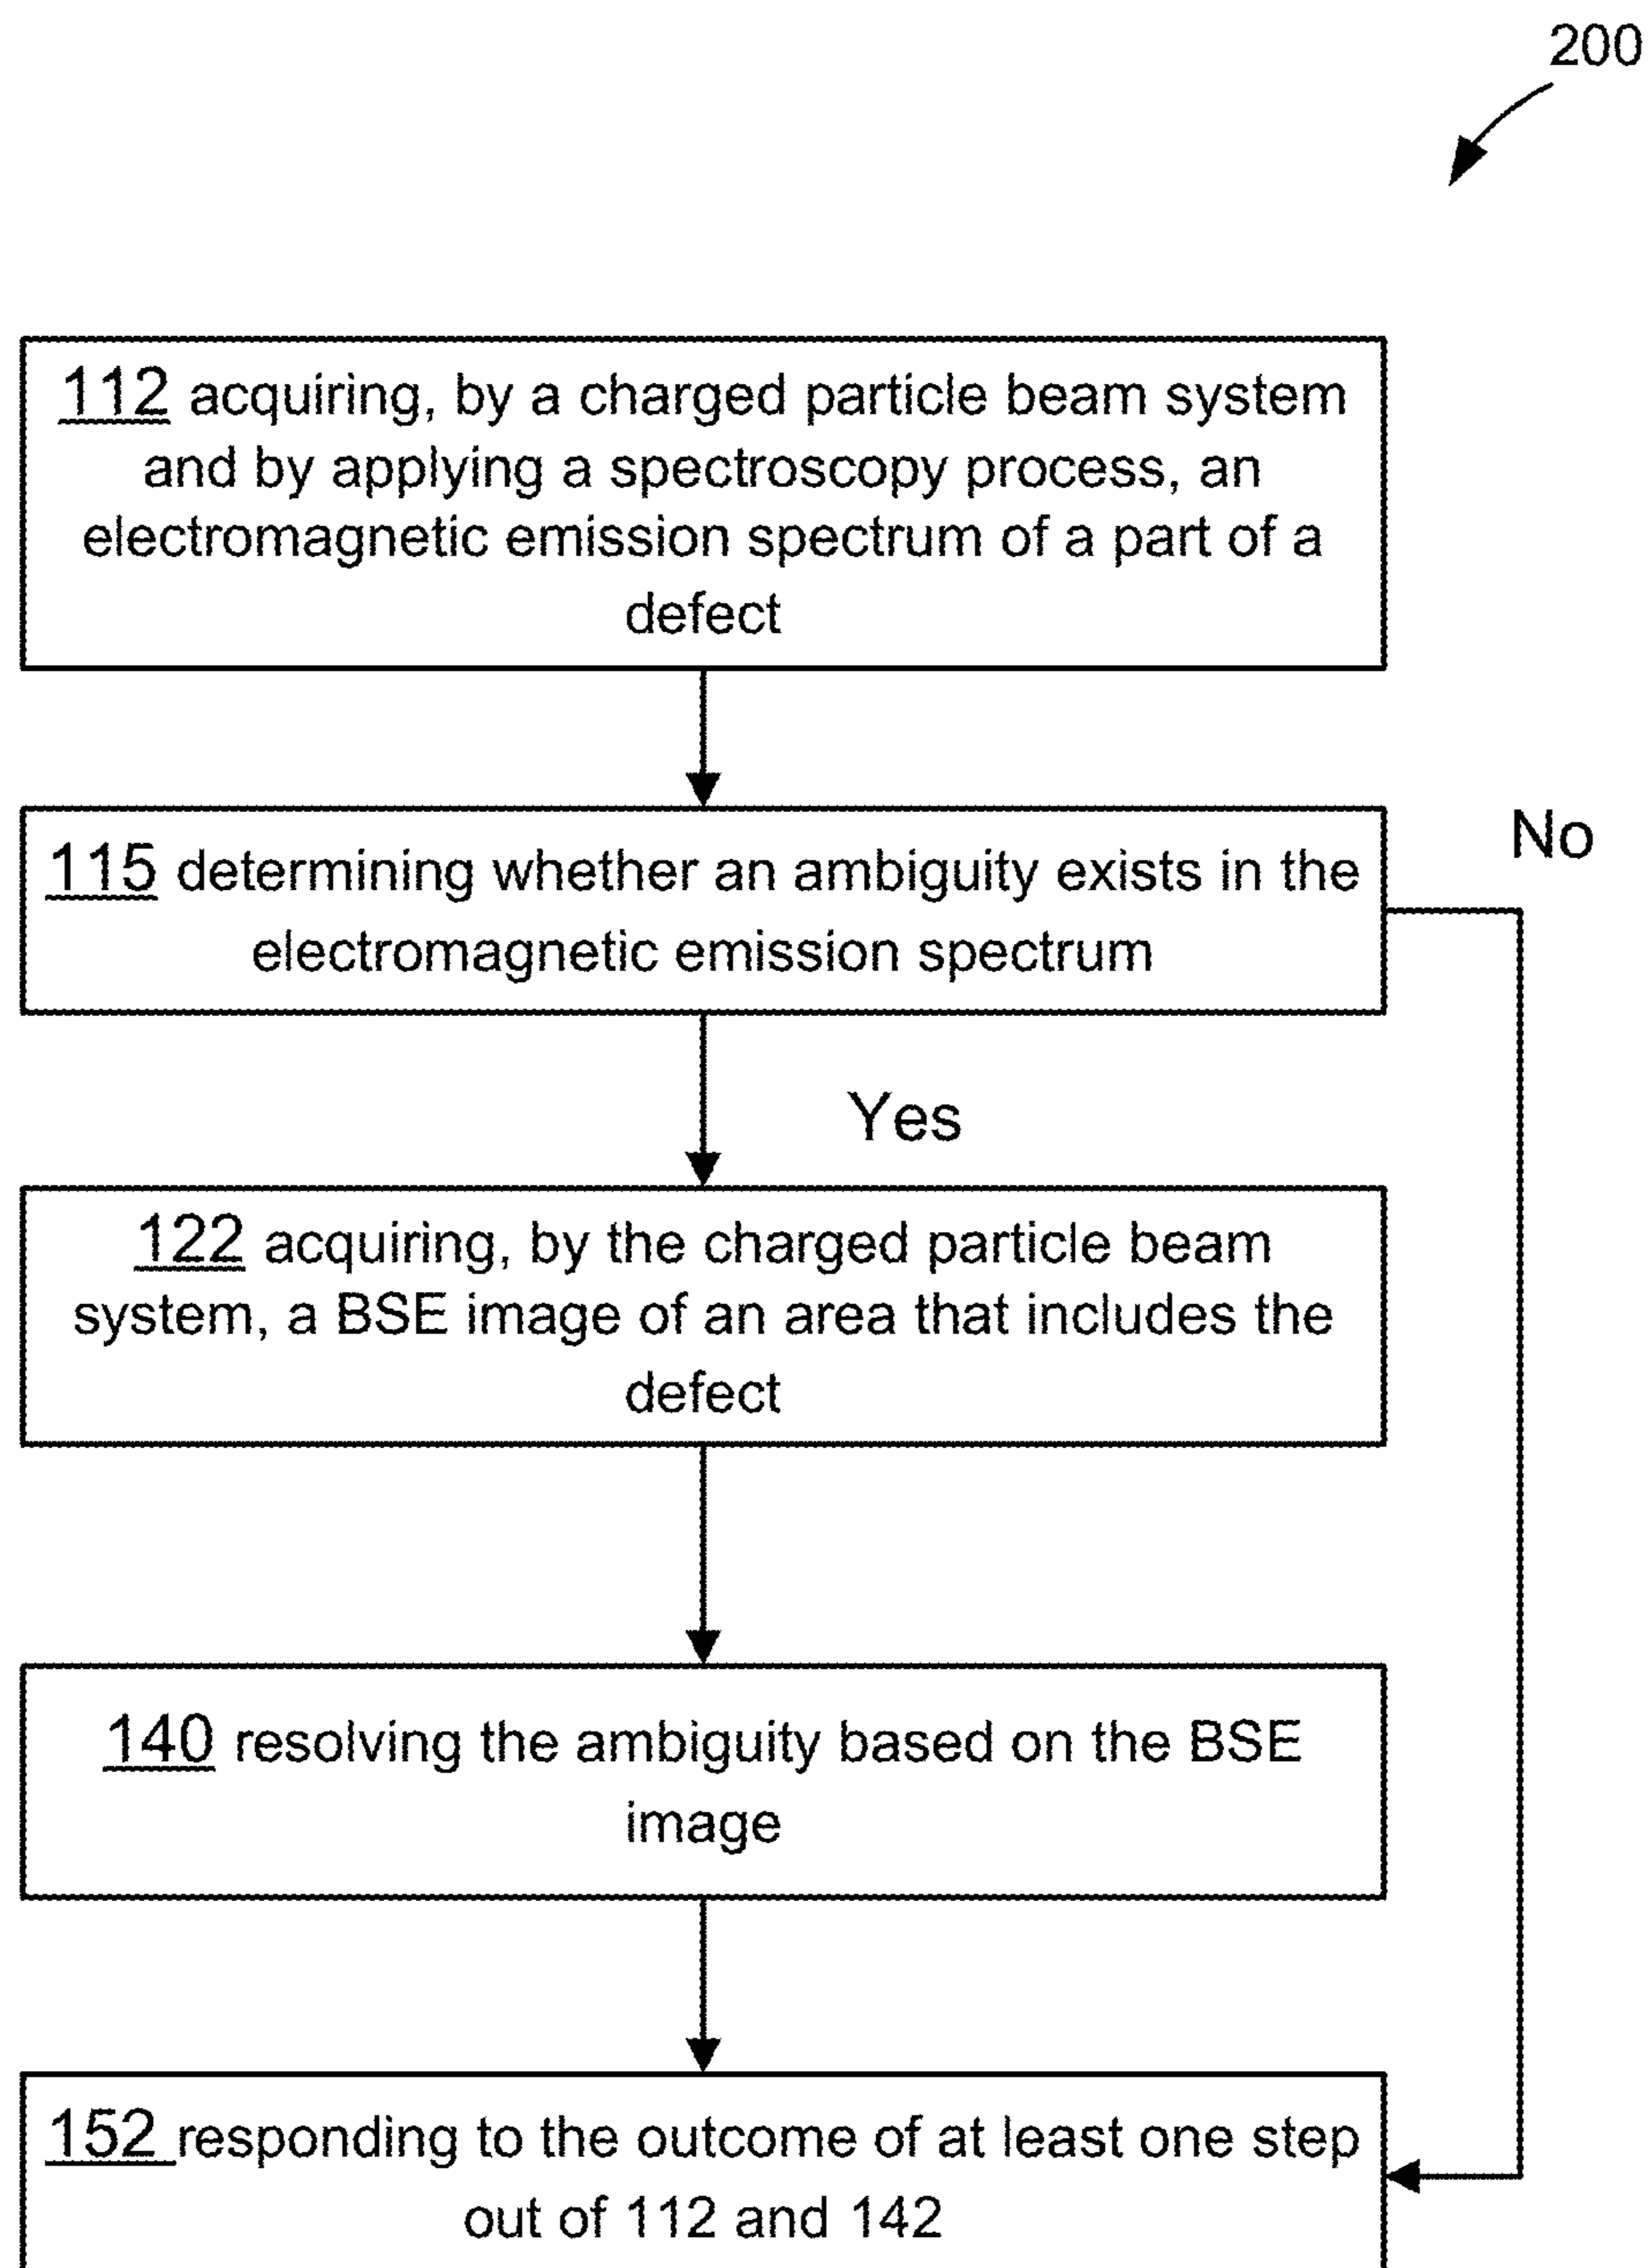 200
112 acquiring, by a charged particle beam system
and by applying a spectroscopy process, an
electromagnetic emission spectrum of a part of a
defect
115 determining whether an ambiguity exists in the
electromagnetic emission spectrum
No
Yes
122 acquiring, by the charged particle beam
system, a BSE image of an area that includes the
defect
140 resolving the ambiguity based on the BSE
image
152 responding to the outcome of at least one step
out of 112 and 142